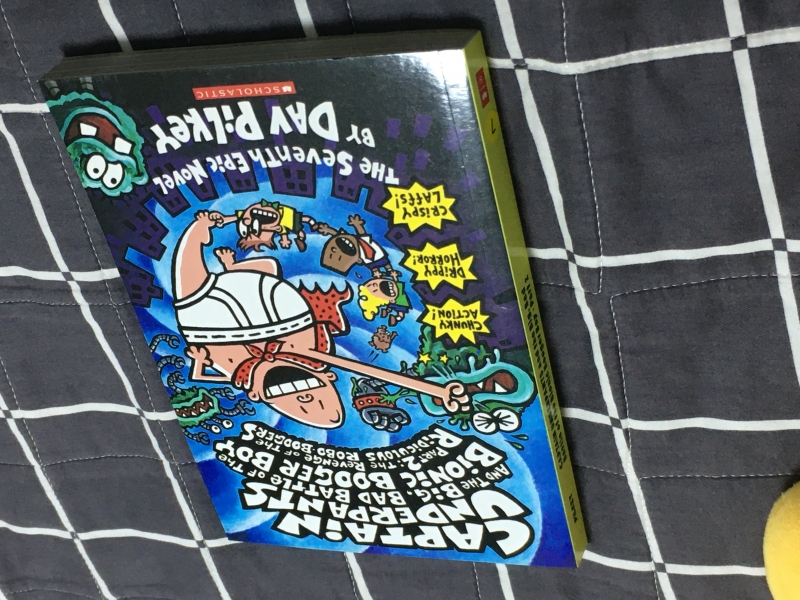 CAPTAIN
UNDERPANTS
AND THE BIG, BAD BATTLE OF THE
BIONIC BOOGER BOY
PART 2: THE REVENGE OF THE
RIDICULOUS ROBO-BOOGERS
CHUNKY
ACTION!
DRIPPY
HORROR!
CRISPY
LAFFS!
THE SEVENTH EPIC NOVEL
BY DAV PILKEY
SCHOLASTIC
7